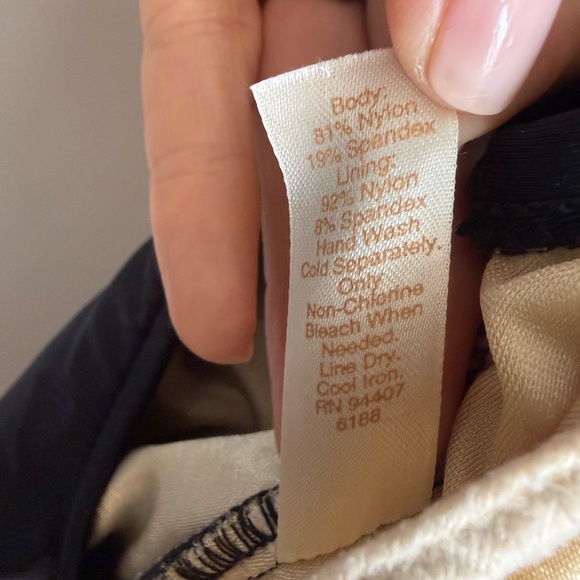 Body:
81% Nylon
19% Spandex
Lining:
92% Nylon
8% Spandex
Hand Wash
Cold Separately.
Only
Non-Chlorine
Bleach When
Needed.
Line Dry.
Cool Iron.
RN 94407
6188